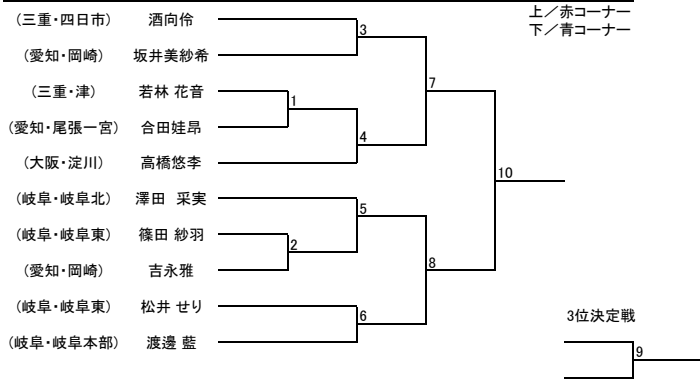 上／赤コーナー
下／青コーナー
（三重・四日市） 酒向伶
3
（愛知・岡崎） 坂井美紗希
7
（三重・津） 若林 花音
1
（愛知・尾張一宮） 合田娃昂
4
（大阪・淀川） 高橋悠李
10
（岐阜・岐阜北） 澤田 采実
5
（岐阜・岐阜東） 篠田 紗羽
2
8
（愛知・岡崎） 吉永雅
（岐阜・岐阜東） 松井 せり
6
3位決定戦
（岐阜・岐阜本部） 渡邊 藍
9